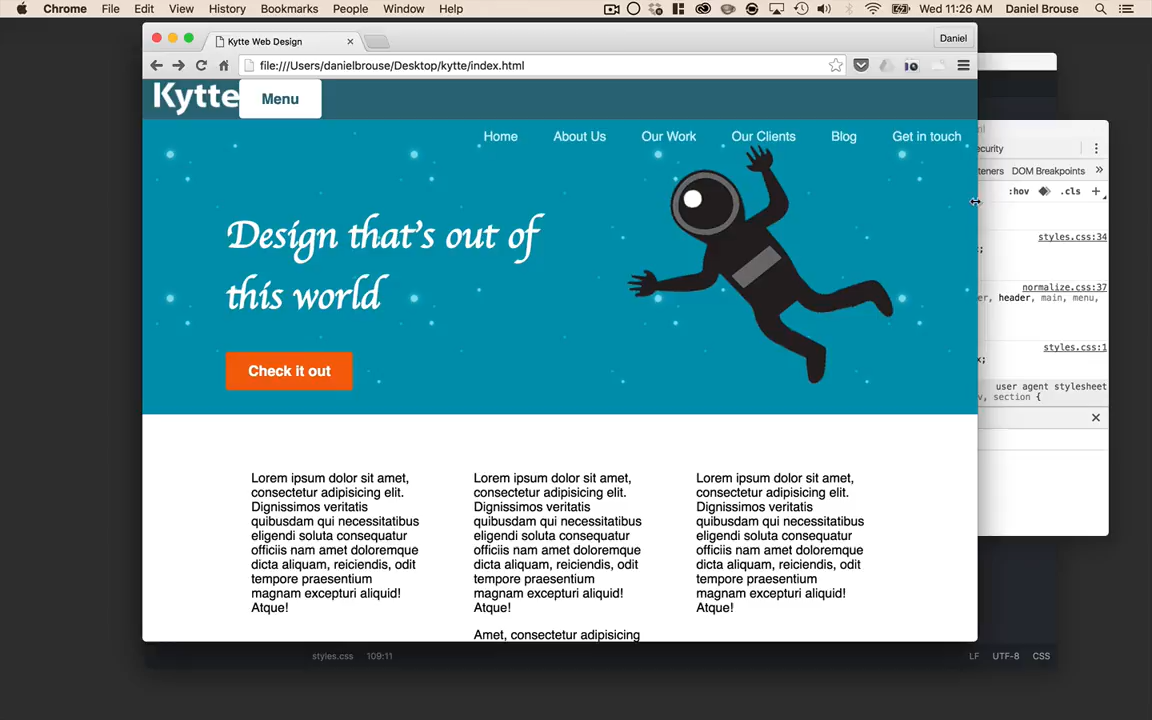 Chrome File Edit View History Bookmarks People Window Help Wed 11:26 AM Daniel Brouse
Kytte Web Design
Daniel
file:///Users/danielbrouse/Desktop/kytte/index.html
Kytte Menu
Home About Us Our Work Our Clients Blog Get in touch
Design that's out of
this world
Check it out
Lorem ipsum dolor sit amet,
consectetur adipisicing elit.
Dignissimos veritatis
quibusdam qui necessitatibus
eligendi soluta consequatur
officiis nam amet doloremque
dicta aliquam, reiciendis, odit
tempore praesentium
magnam excepturi aliquid!
Atque!
Lorem ipsum dolor sit amet,
consectetur adipisicing elit.
Dignissimos veritatis
quibusdam qui necessitatibus
eligendi soluta consequatur
officiis nam amet doloremque
dicta aliquam, reiciendis, odit
tempore praesentium
magnam excepturi aliquid!
Atque!
Amet, consectetur adipisicing
Lorem ipsum dolor sit amet,
consectetur adipisicing elit.
Dignissimos veritatis
quibusdam qui necessitatibus
eligendi soluta consequatur
officiis nam amet doloremque
dicta aliquam, reiciendis, odit
tempore praesentium
magnam excepturi aliquid!
Atque!
ecurity
DOM Breakpoints
:hov .cls
styles.css:34
normalize.css:37
header, main, menu,
styles.css:1
user agent stylesheet
section {
styles.css 109:11 LF UTF-8 CSS